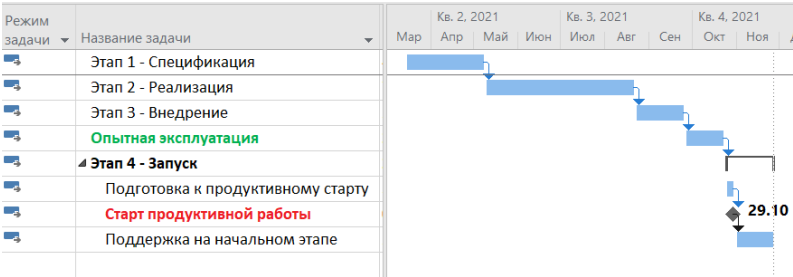 Режим задачи
Название задачи
Кв. 2, 2021 Кв. 3, 2021 Кв. 4, 2021
Мар Апр Май Июн Июл Авг Сен Окт Ноя
Этап 1 - Спецификация
Этап 2 - Реализация
Этап 3 - Внедрение
Опытная эксплуатация
Этап 4 - Запуск
Подготовка к продуктивному старту
Старт продуктивной работы 29.10
Поддержка на начальном этапе